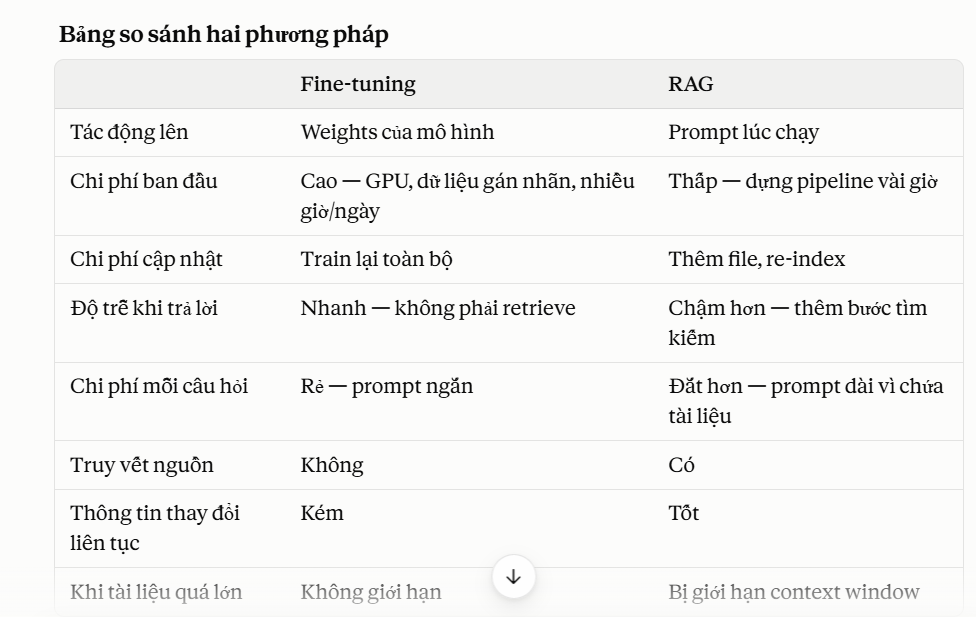 Bảng so sánh hai phương pháp
Fine-tuning RAG
Tác động lên Weights của mô hình Prompt lúc chạy
Chi phí ban đầu Cao — GPU, dữ liệu gán nhãn, nhiều Thấp — dựng pipeline vài giờ
giờ/ngày
Chi phí cập nhật Train lại toàn bộ Thêm file, re-index
Độ trễ khi trả lời Nhanh — không phải retrieve Chậm hơn — thêm bước tìm
kiếm
Chi phí mỗi câu hỏi Rẻ — prompt ngắn Đắt hơn — prompt dài vì chứa
tài liệu
Truy vết nguồn Không Có
Thông tin thay đổi Kém Tốt
liên tục
Khi tài liệu quá lớn Không giới hạn Bị giới hạn context window